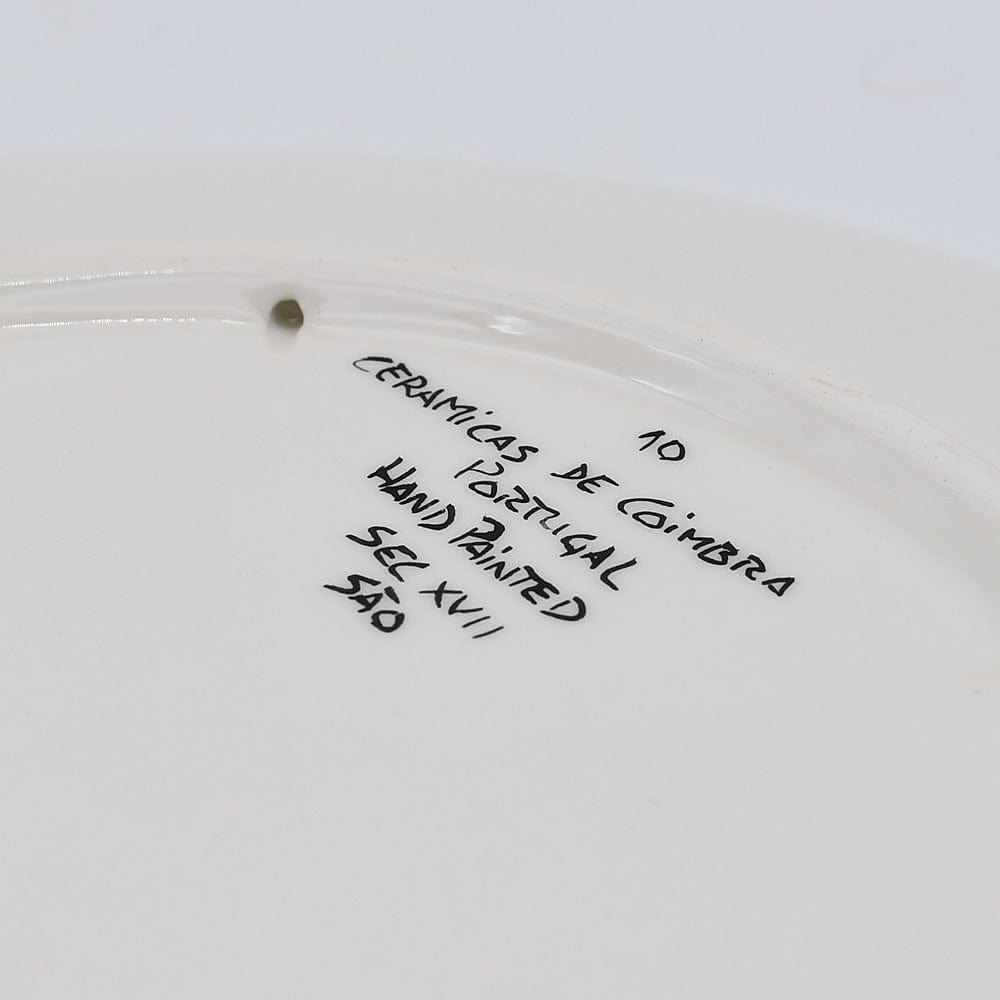 10
CERAMiCAS DE COiMBRA
PORTUGAL
HAND PAiNTED
SEC XVII
SÃO